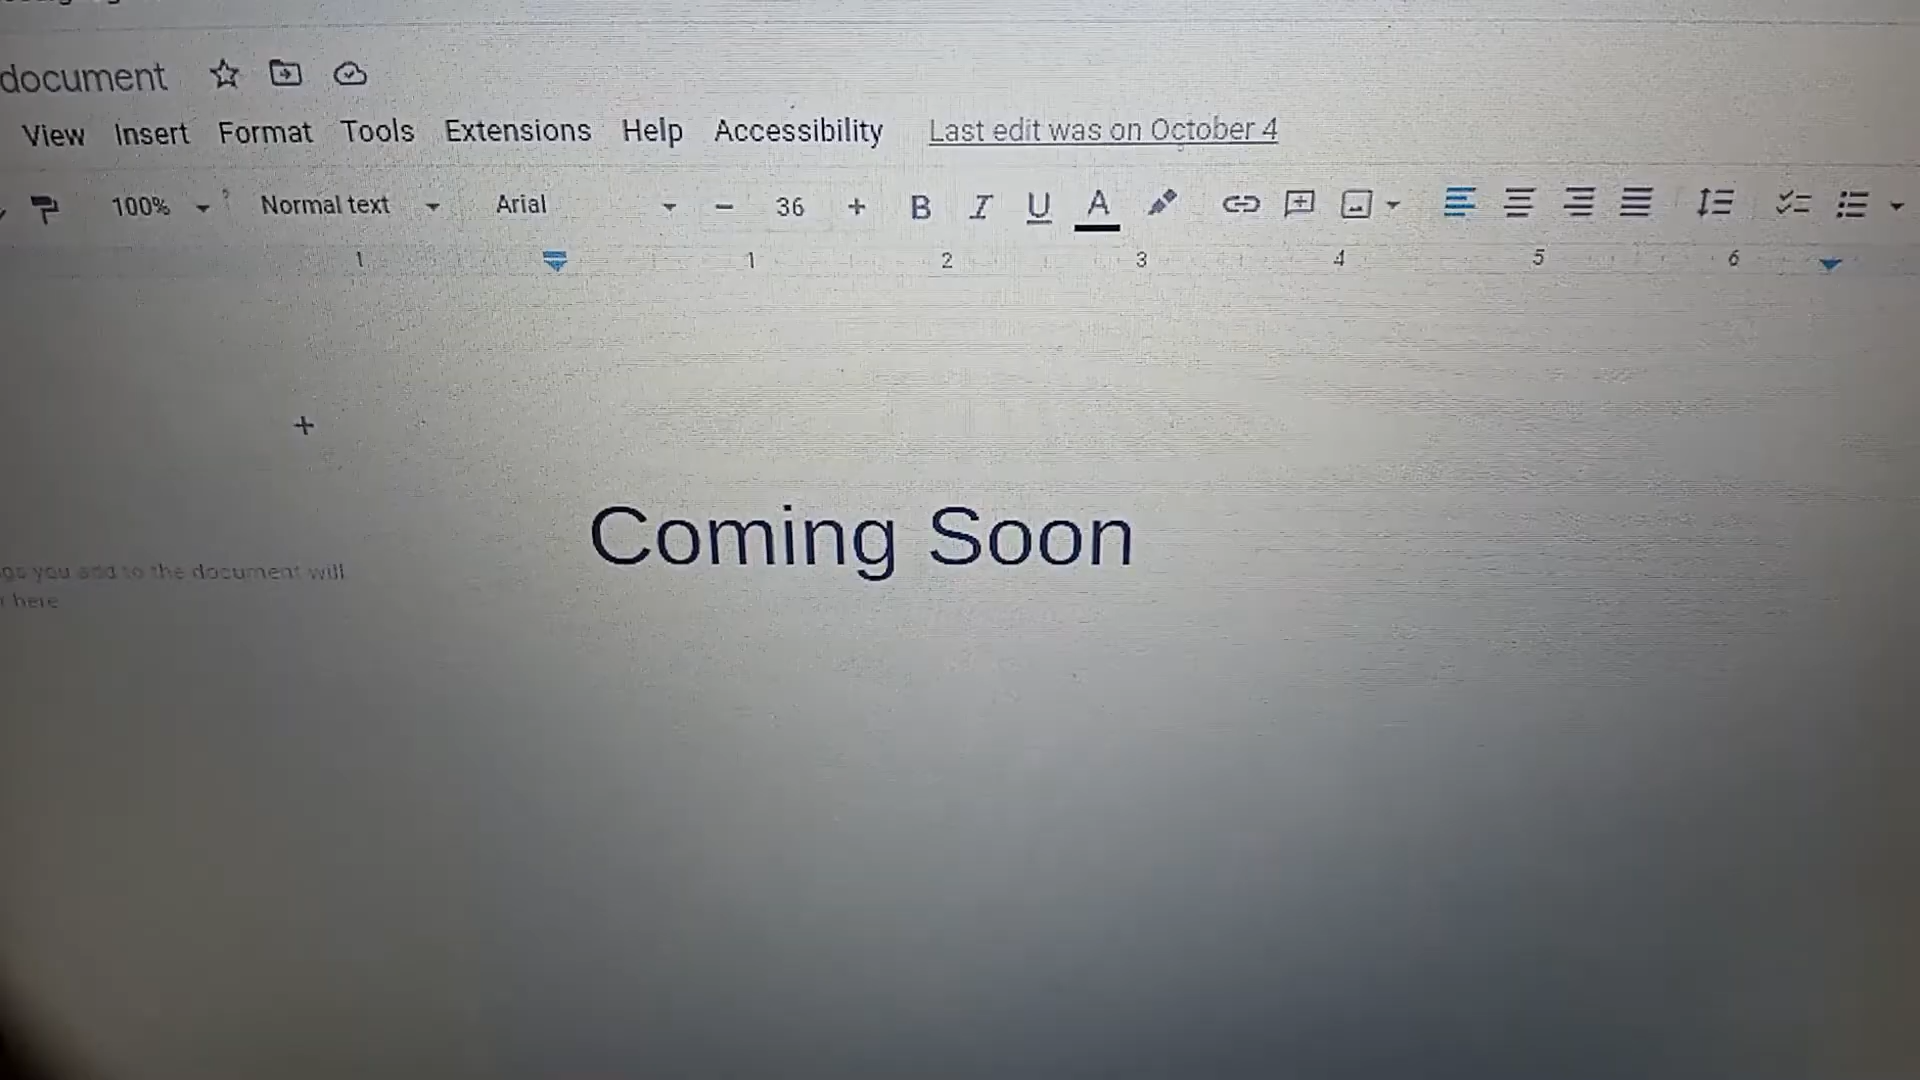 document
View Insert Format Tools Extensions Help Accessibility Last edit was on October 4
100% Normal text Arial - 36 + B I U A
1 1 2 3 4 5 6
Coming Soon
you add to the document will
here